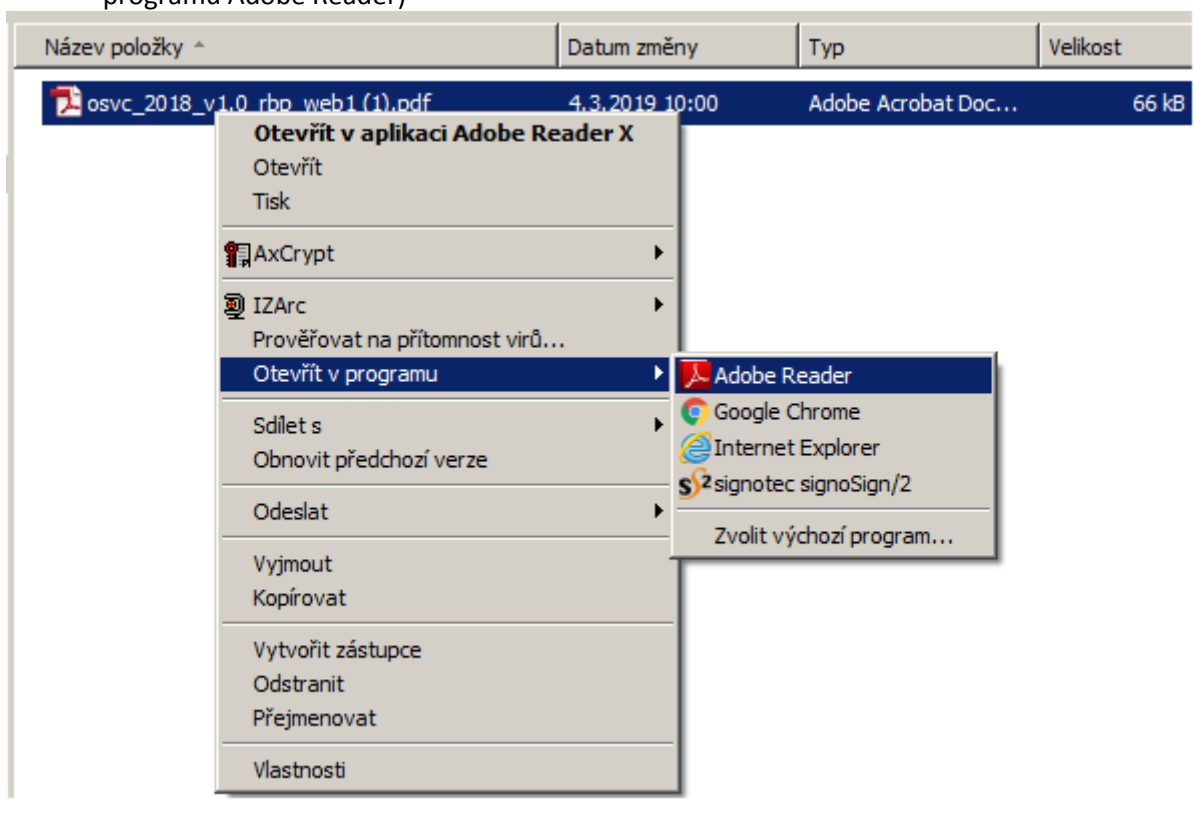 programu Adobe Reader)
Název položky Datum změny Typ Velikost
osvc_2018_v1.0_rbp_web1 (1).pdf 4.3.2019 10:00 Adobe Acrobat Doc... 66 kB
Otevřít v aplikaci Adobe Reader X
Otevřít
Tisk
AxCrypt
IZArc
Prověřovat na přítomnost virů...
Otevřít v programu
Adobe Reader
Google Chrome
Internet Explorer
signotec signoSign/2
Zvolit výchozí program...
Sdílet s
Obnovit předchozí verze
Odeslat
Vyjmout
Kopírovat
Vytvořit zástupce
Odstranit
Přejmenovat
Vlastnosti